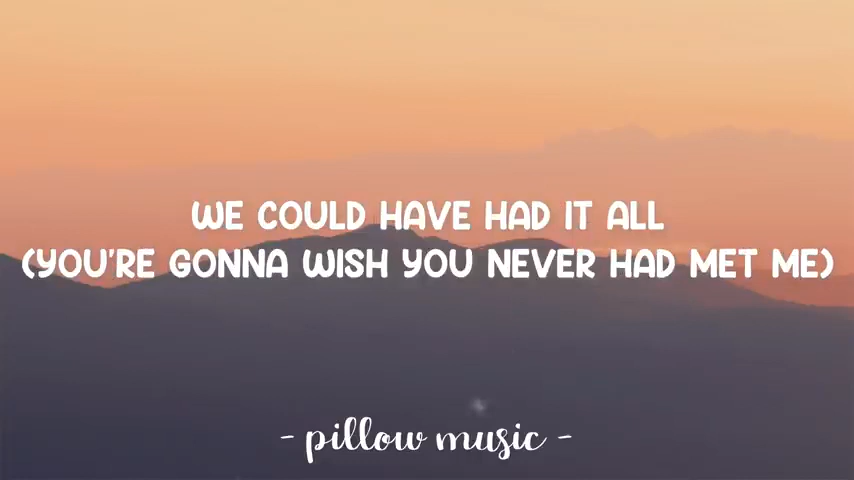 WE COULD HAVE HAD IT ALL
(YOU'RE GONNA WISH YOU NEVER HAD MET ME)
- pillow music -